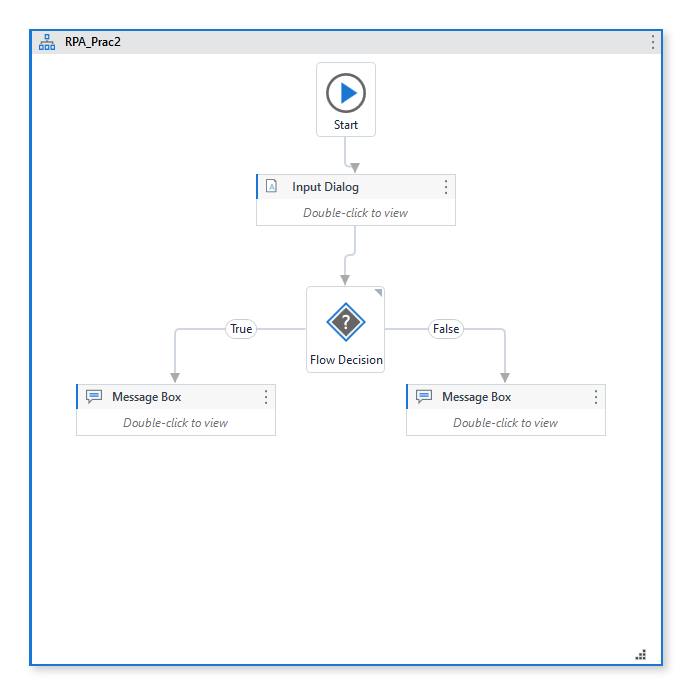 RPA_Prac2
Start
Input Dialog
Double-click to view
True
False
Flow Decision
Message Box
Double-click to view
Message Box
Double-click to view